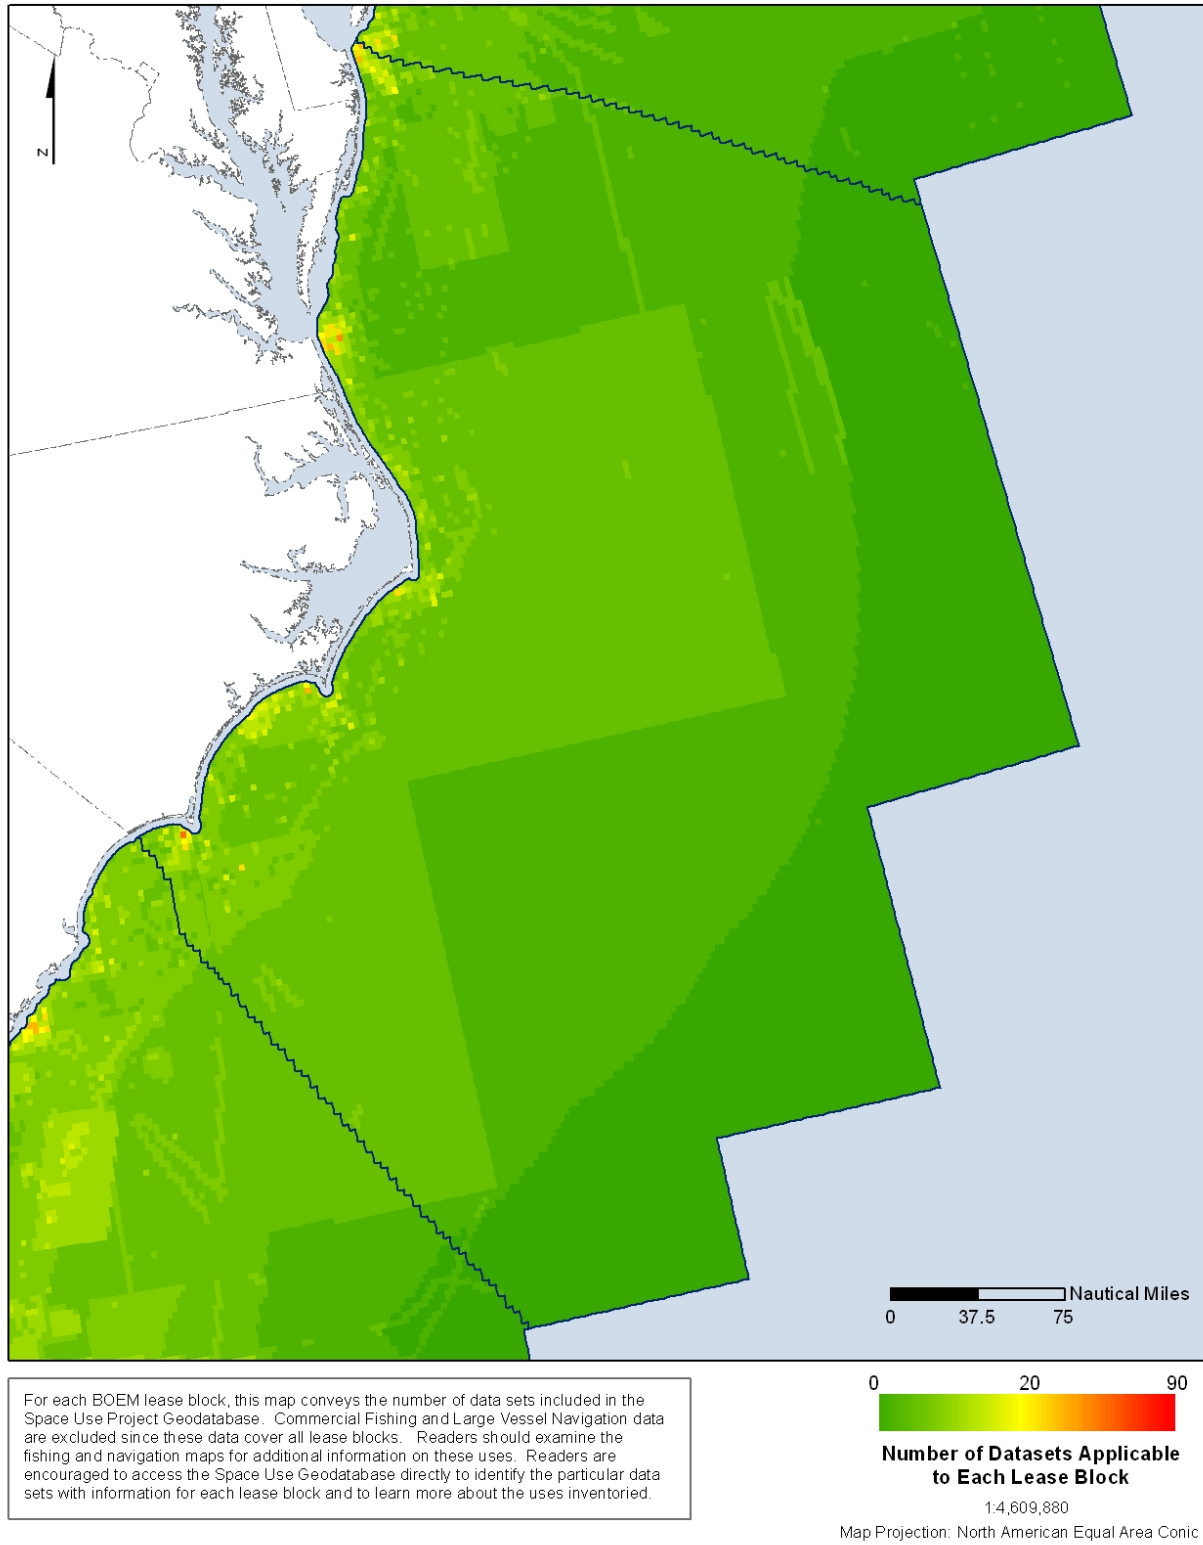 N
Nautical Miles
0 37.5 75
For each BOEM lease block, this map conveys the number of data sets included in the
Space Use Project Geodatabase. Commercial Fishing and Large Vessel Navigation data
are excluded since these data cover all lease blocks. Readers should examine the
fishing and navigation maps for additional information on these uses. Readers are
encouraged to access the Space Use Geodatabase directly to identify the particular data
sets with information for each lease block and to learn more about the uses inventoried.
0 20 90
Number of Datasets Applicable
to Each Lease Block
1:4,609,880
Map Projection: North American Equal Area Conic